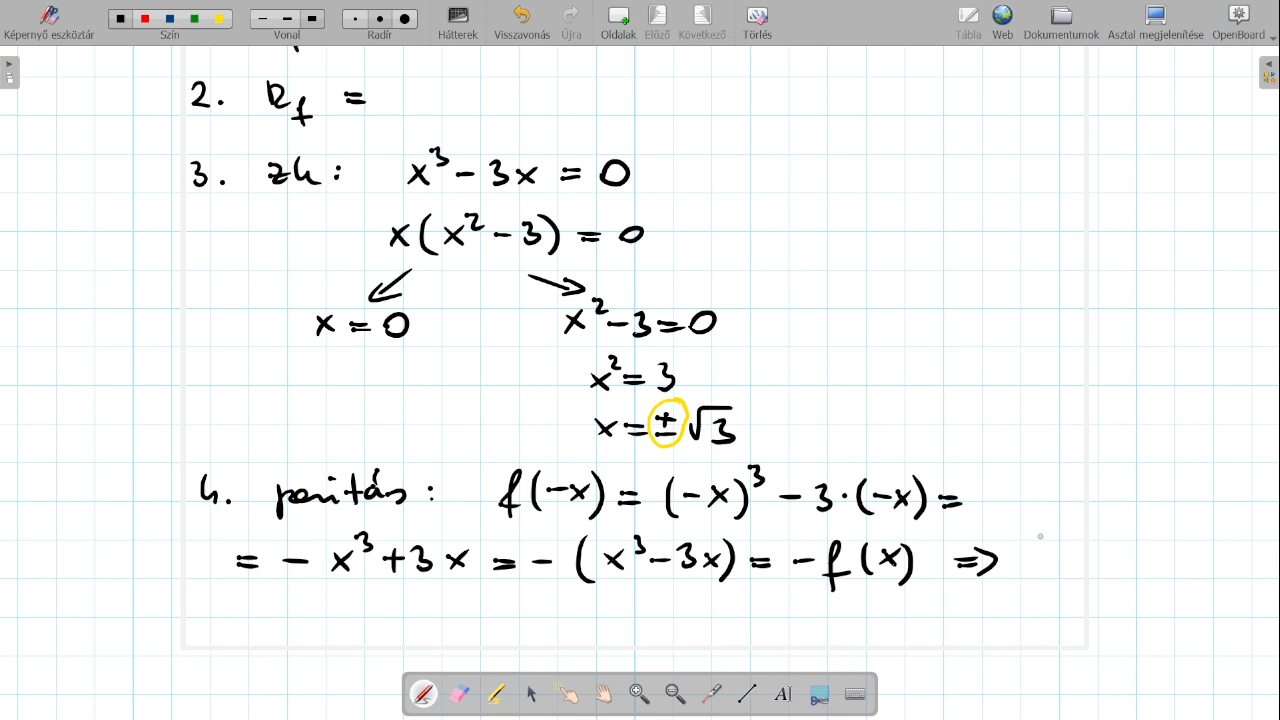 Képernyő eszköztár Szín Vonal Radír Hátterek Visszavonás Újra Oldalak Előző Következő Törlés Tábla Web Dokumentumok Asztal megjelenítése OpenBoard
2. R_f =
3. zh: x³ - 3x = 0
x(x² - 3) = 0
x = 0 x² - 3 = 0
x² = 3
x = ± √3
4. paritás: f(-x) = (-x)³ - 3·(-x) =
= - x³ + 3x = - (x³ - 3x) = - f(x) ⇒